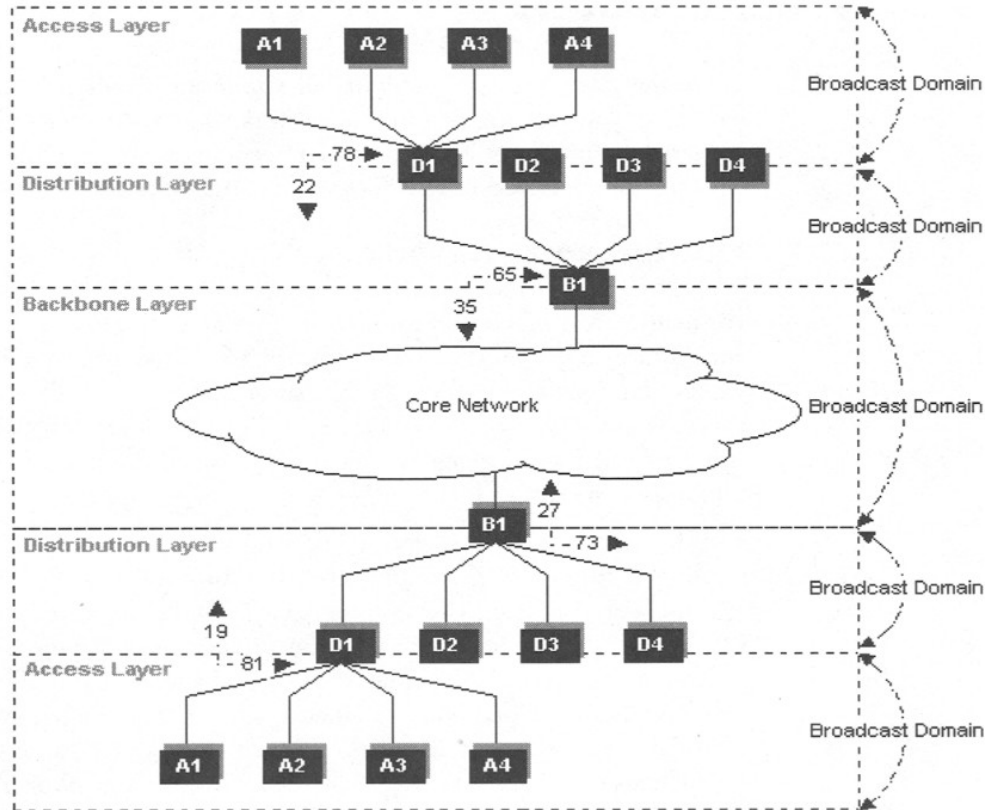 Access Layer
A1 A2 A3 A4
Broadcast Domain
78 D1 D2 D3 D4
Distribution Layer
22
Broadcast Domain
65 B1
Backbone Layer
35
Core Network
Broadcast Domain
27
B1
73
Distribution Layer
Broadcast Domain
19
D1 D2 D3 D4
81
Access Layer
Broadcast Domain
A1 A2 A3 A4